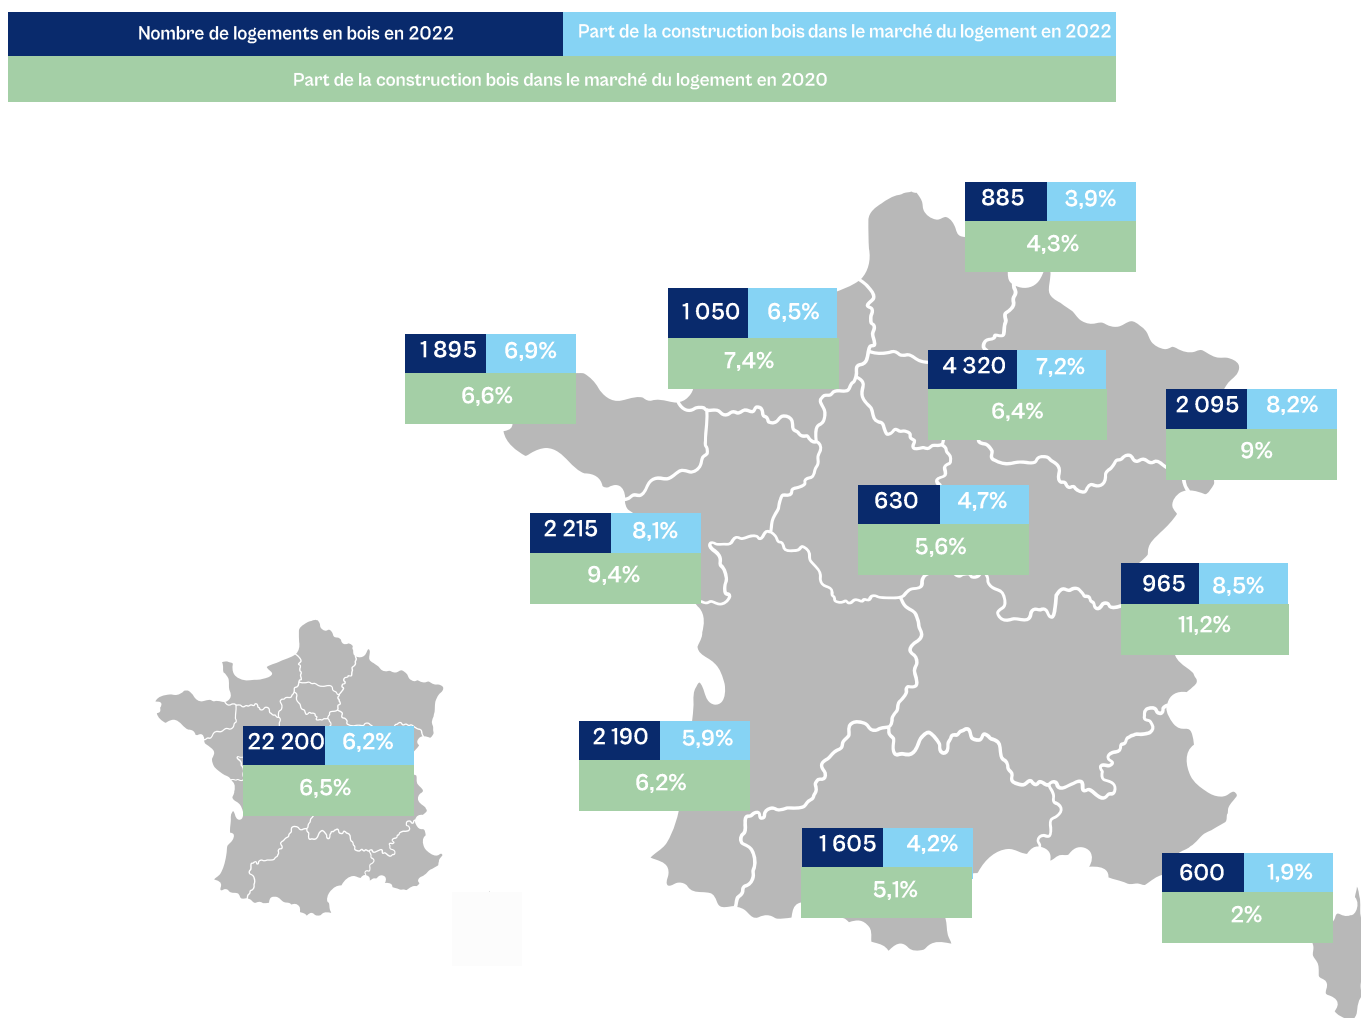 Nombre de logements en bois en 2022
Part de la construction bois dans le marché du logement en 2022
Part de la construction bois dans le marché du logement en 2020
885 3,9%
4,3%
1 050 6,5%
7,4%
1 895 6,9%
6,6%
4 320 7,2%
6,4%
2 095 8,2%
9%
630 4,7%
5,6%
2 215 8,1%
9,4%
965 8,5%
11,2%
22 200 6,2%
6,5%
2 190 5,9%
6,2%
1 605 4,2%
5,1%
600 1,9%
2%